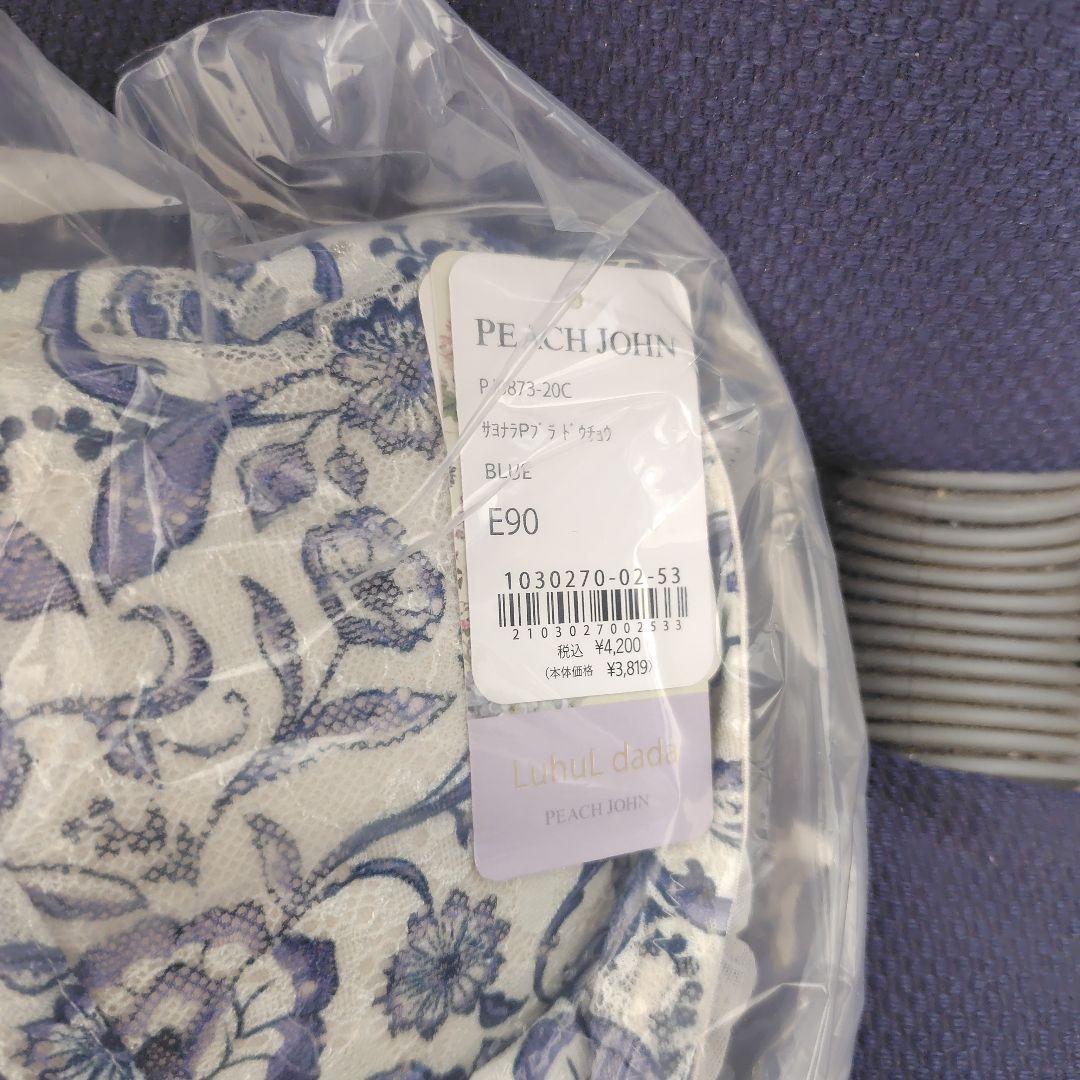 PEACH JOHN
PJ0873-20C
ｻﾖﾅﾗPﾌﾞﾗ ﾄﾞｳﾁｮｳ
BLUE
E90
1030270-02-53
2103027002533
税込 ¥4,200
(本体価格 ¥3,819)
LuhuL dada
PEACH JOHN